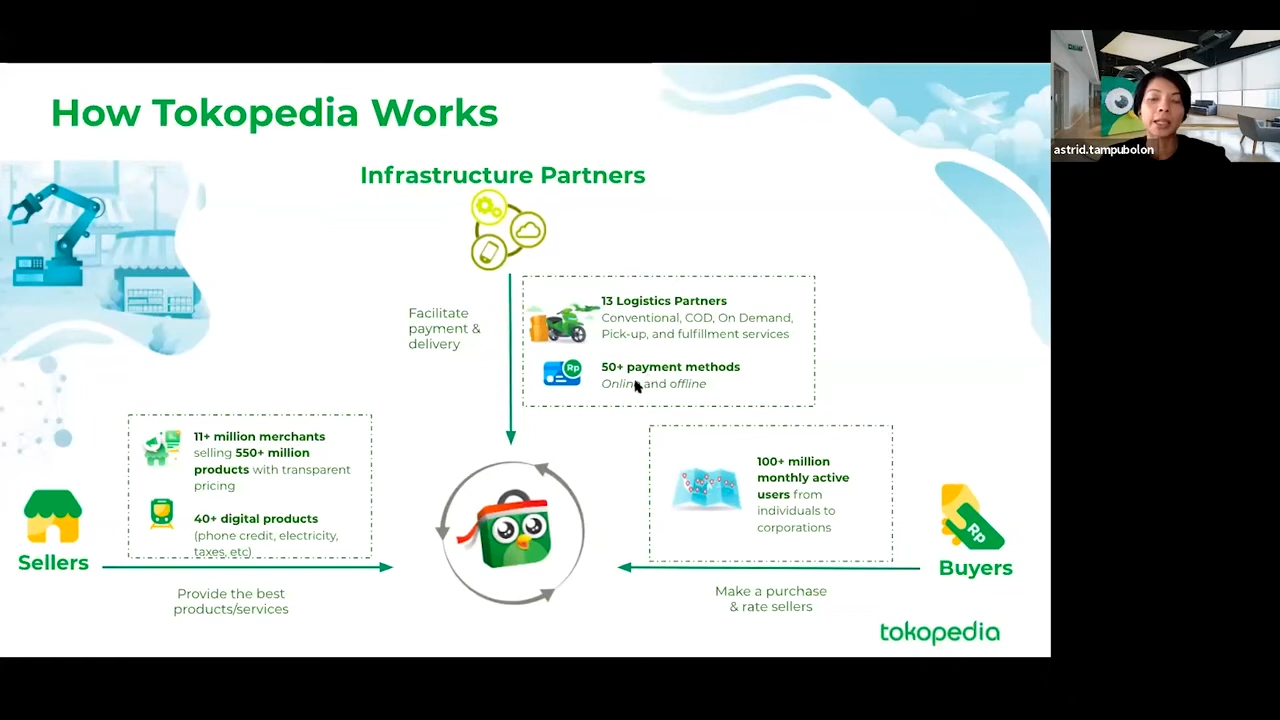 How Tokopedia Works
astrid.tampubolon
Infrastructure Partners
Facilitate
payment &
delivery
13 Logistics Partners
Conventional, COD, On Demand,
Pick-up, and fulfillment services
Rp
50+ payment methods
Online and offline
11+ million merchants
selling 550+ million
products with transparent
pricing
40+ digital products
(phone credit, electricity,
taxes, etc)
Sellers
Provide the best
products/services
100+ million
monthly active
users from
individuals to
corporations
Rp
Buyers
Make a purchase
& rate sellers
tokopedia